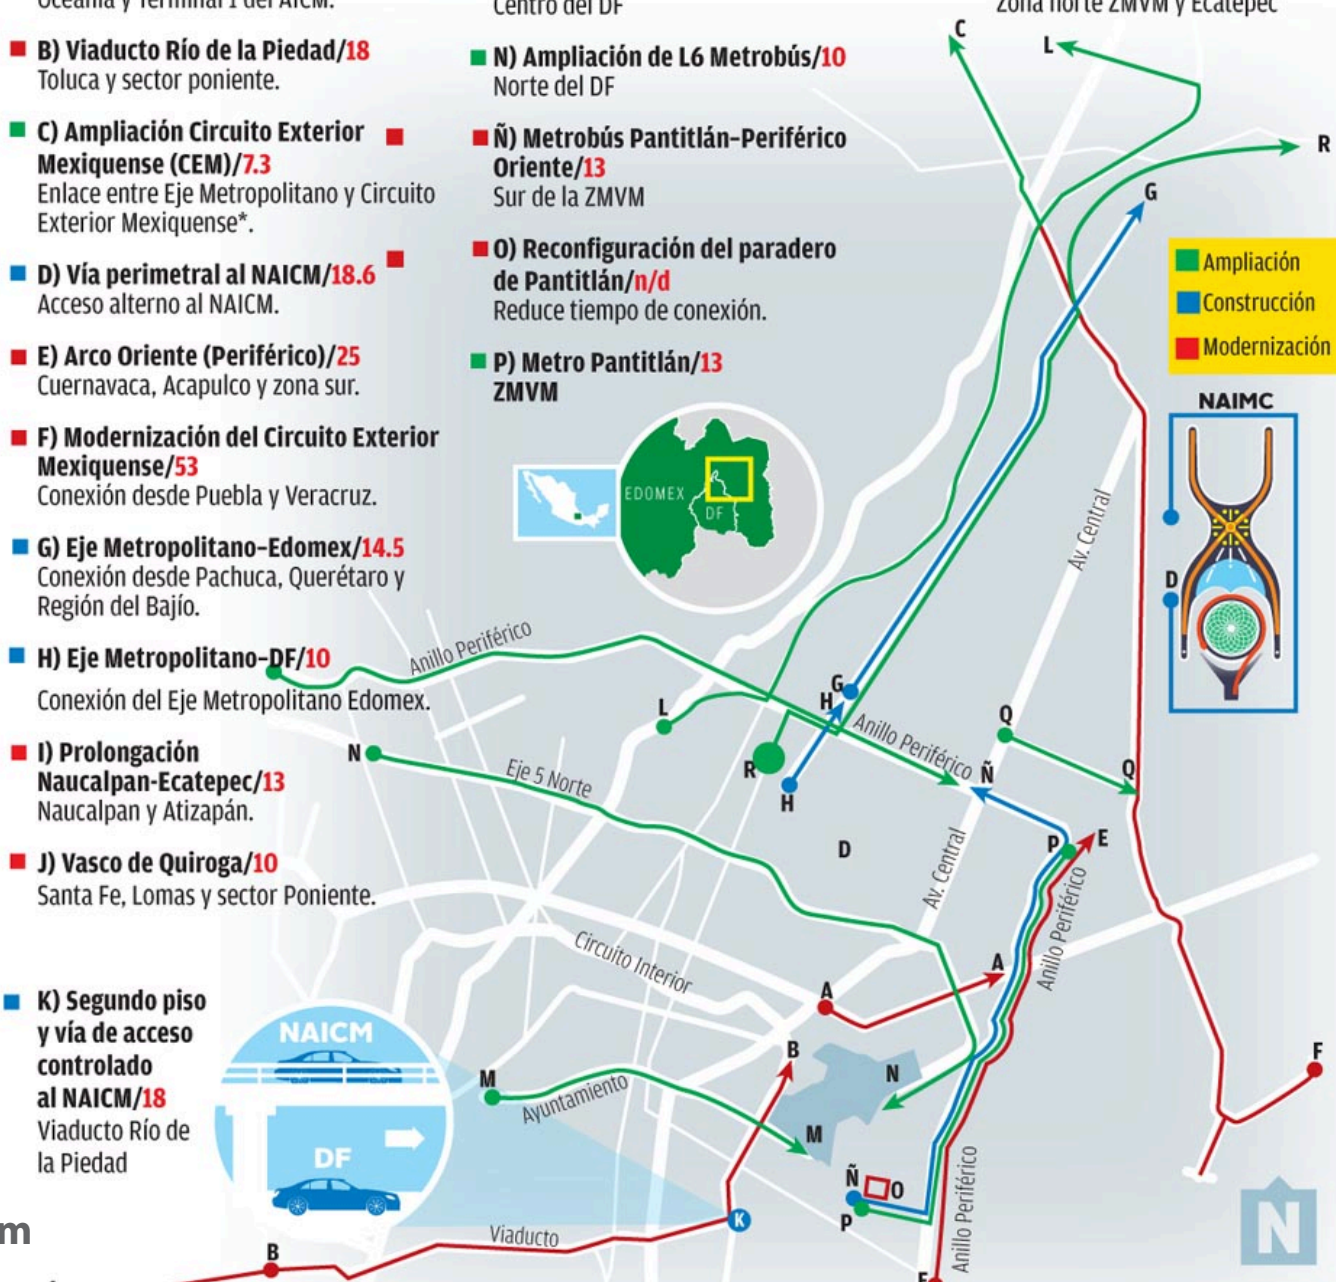 Oceanía y Terminal 1 del AICM.
B) Viaducto Río de la Piedad/18
Toluca y sector poniente.
C) Ampliación Circuito Exterior
Mexiquense (CEM)/7.3
Enlace entre Eje Metropolitano y Circuito
Exterior Mexiquense*.
D) Vía perimetral al NAICM/18.6
Acceso alterno al NAICM.
E) Arco Oriente (Periférico)/25
Cuernavaca, Acapulco y zona sur.
F) Modernización del Circuito Exterior
Mexiquense/53
Conexión desde Puebla y Veracruz.
G) Eje Metropolitano-Edomex/14.5
Conexión desde Pachuca, Querétaro y
Región del Bajío.
H) Eje Metropolitano-DF/10
Conexión del Eje Metropolitano Edomex.
I) Prolongación
Naucalpan-Ecatepec/13
Naucalpan y Atizapán.
J) Vasco de Quiroga/10
Santa Fe, Lomas y sector Poniente.
K) Segundo piso
y vía de acceso
controlado
al NAICM/18
Viaducto Río de
la Piedad
Centro del DF
N) Ampliación de L6 Metrobús/10
Norte del DF
Ñ) Metrobús Pantitlán-Periférico
Oriente/13
Sur de la ZMVM
O) Reconfiguración del paradero
de Pantitlán/n/d
Reduce tiempo de conexión.
P) Metro Pantitlán/13
ZMVM
Zona norte ZMVM y Ecatepec
C
L
R
G
Ampliación
Construcción
Modernización
NAIMC
D
EDOMEX
DF
Av. Central
Anillo Periférico
L
G
H
Anillo Periférico
Q
N
Eje 5 Norte
R
H
Ñ
Q
D
Av. Central
P
E
Anillo Periférico
Circuito Interior
A
A
B
N
F
NAICM
DF
M
Ayuntamiento
M
Ñ
O
P
K
Viaducto
B
Anillo Periférico
E
N
m